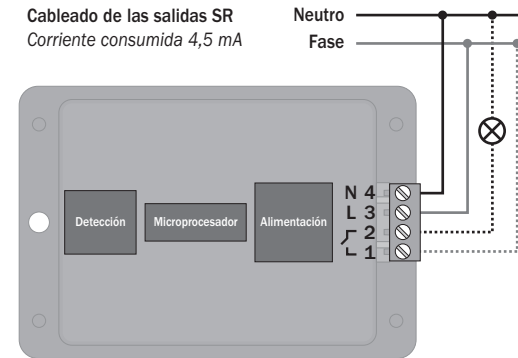 Cableado de las salidas SR
Corriente consumida 4,5 mA
Neutro
Fase
Detección
Microprocesador
Alimentación
N 4
L 3
2
1